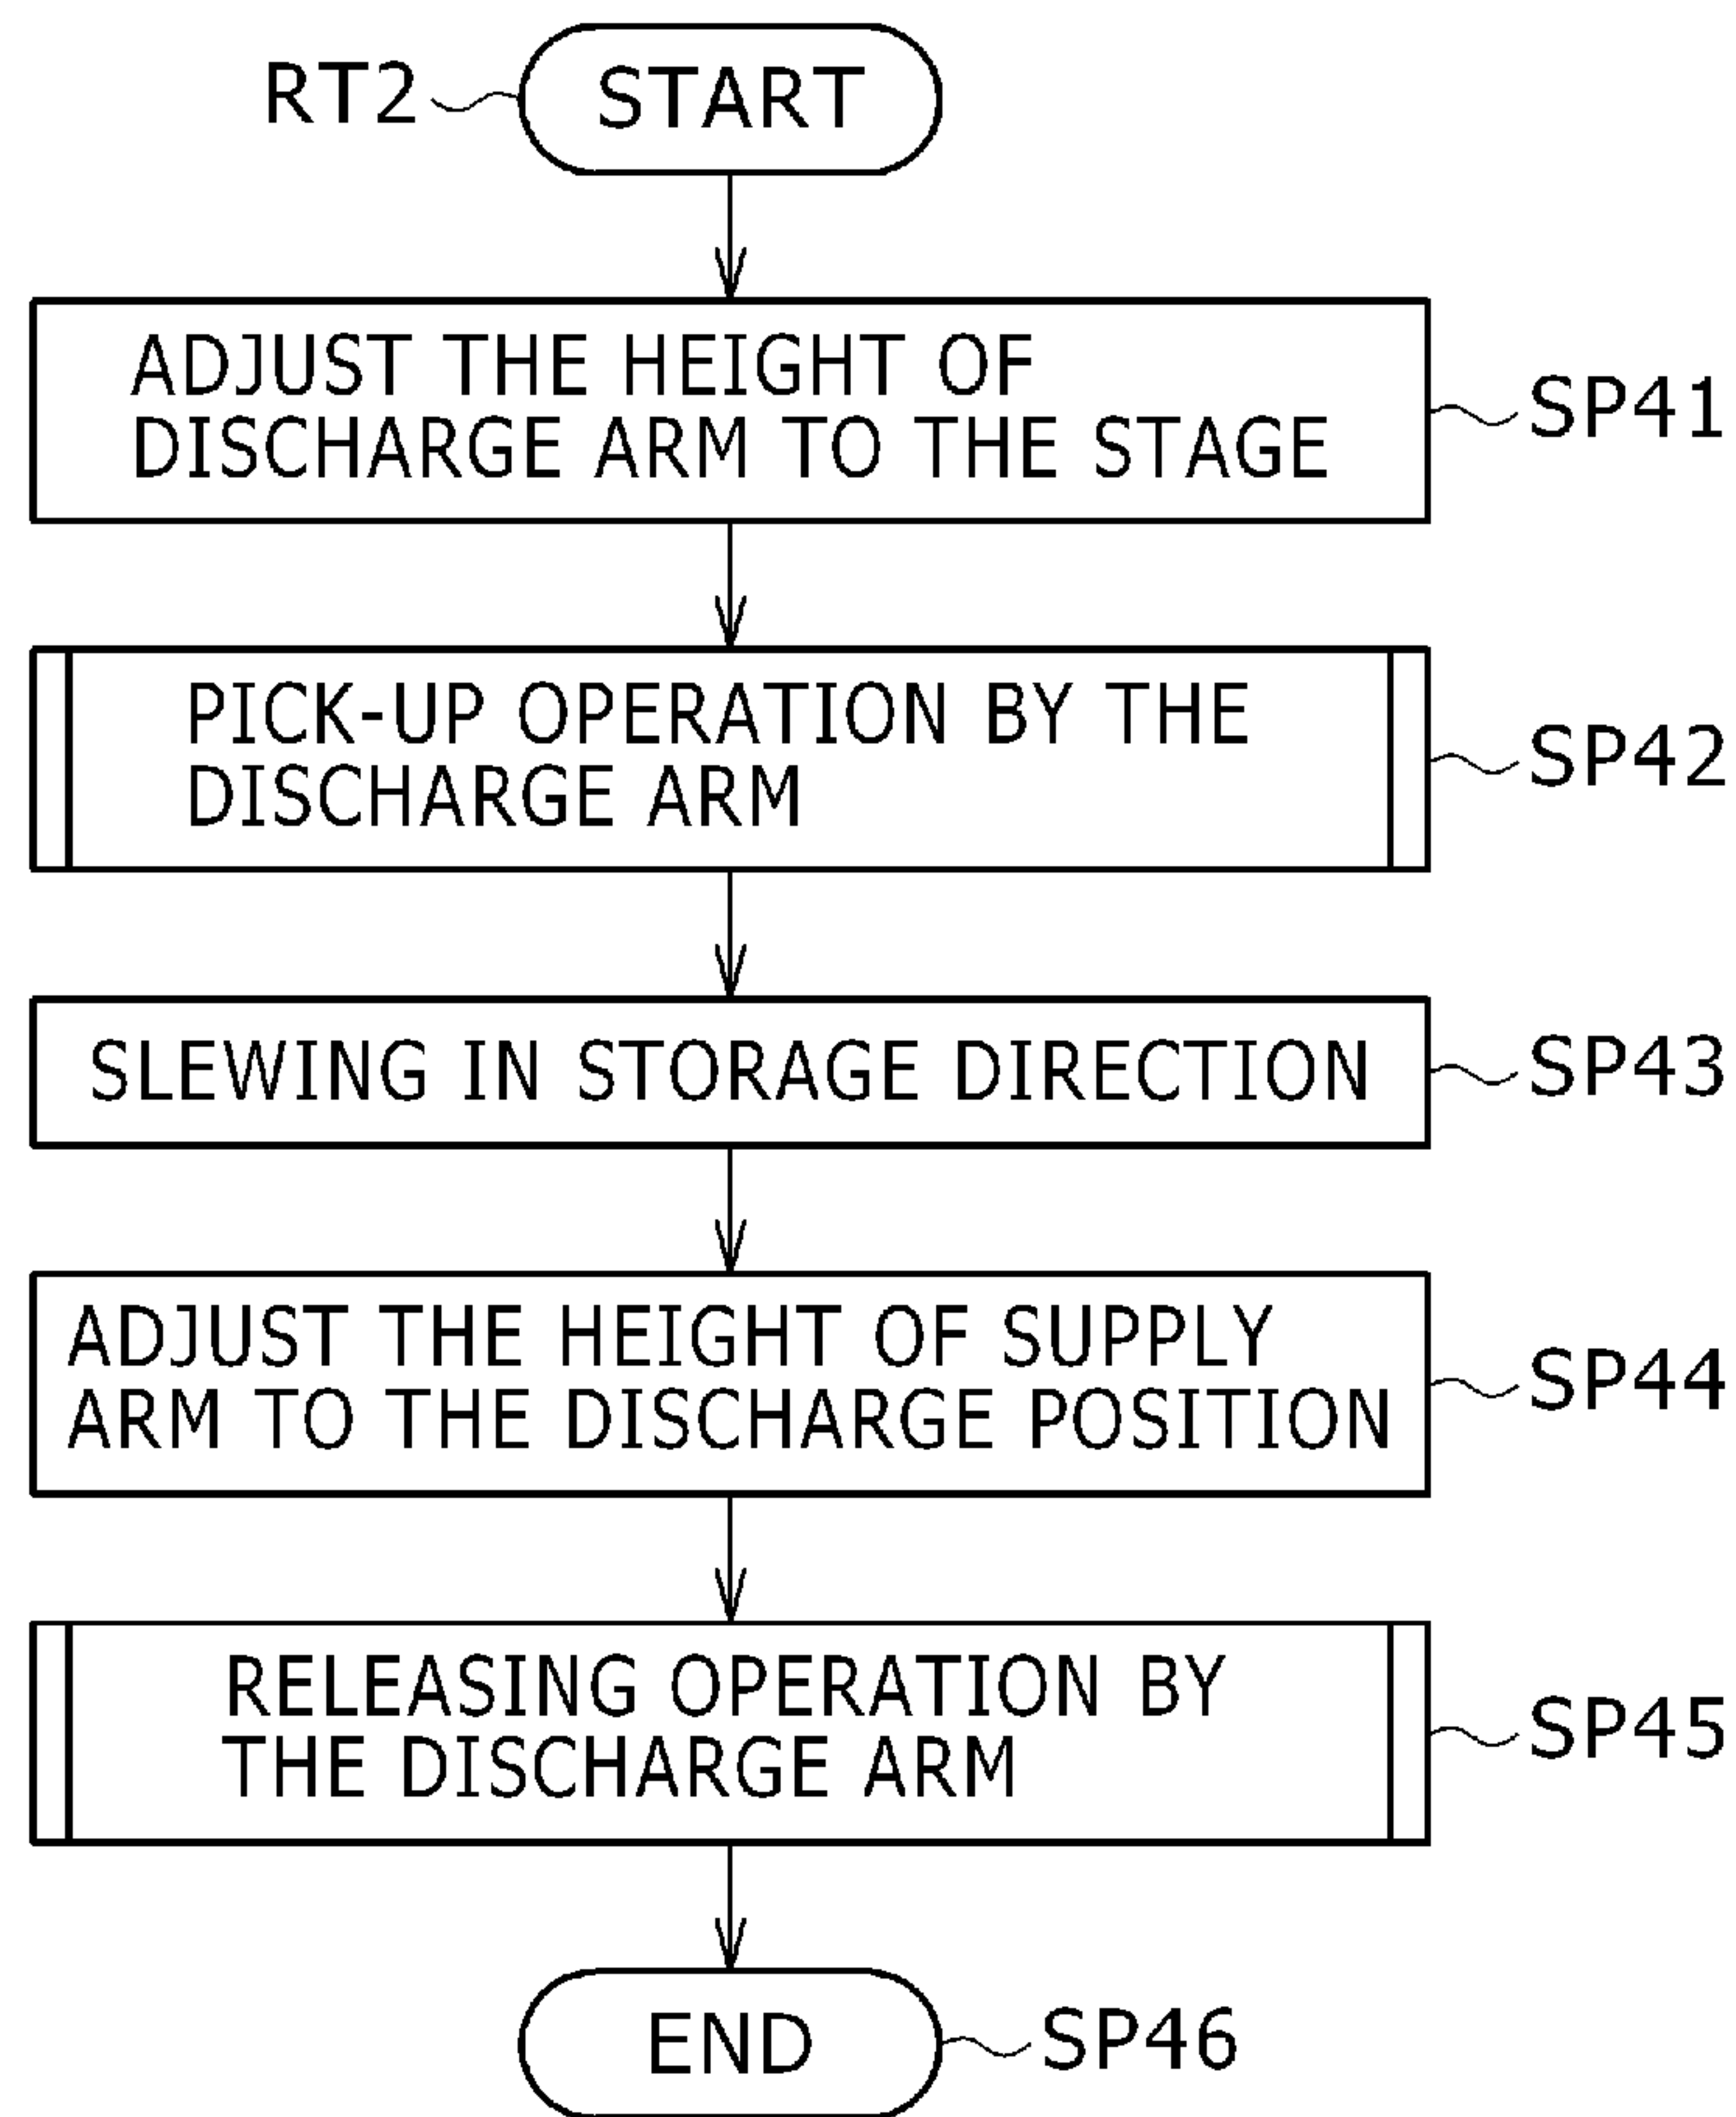 RT2
START
ADJUST THE HEIGHT OF
DISCHARGE ARM TO THE STAGE
SP41
PICK-UP OPERATION BY THE
DISCHARGE ARM
SP42
SLEWING IN STORAGE DIRECTION
SP43
ADJUST THE HEIGHT OF SUPPLY
ARM TO THE DISCHARGE POSITION
SP44
RELEASING OPERATION BY
THE DISCHARGE ARM
SP45
END
SP46